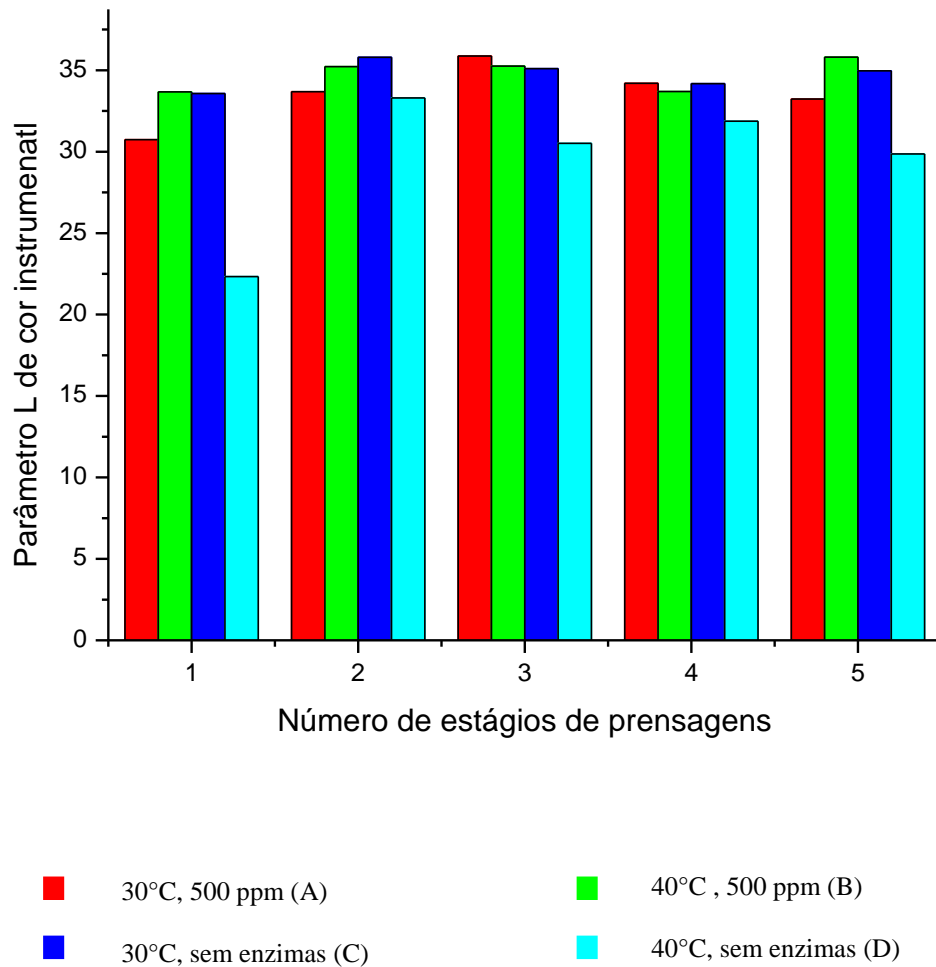 35
30
25
20
15
10
5
0
Parâmetro L de cor instrumenatl
1 2 3 4 5
Número de estágios de prensagens
30°C, 500 ppm (A)
40°C , 500 ppm (B)
30°C, sem enzimas (C)
40°C, sem enzimas (D)